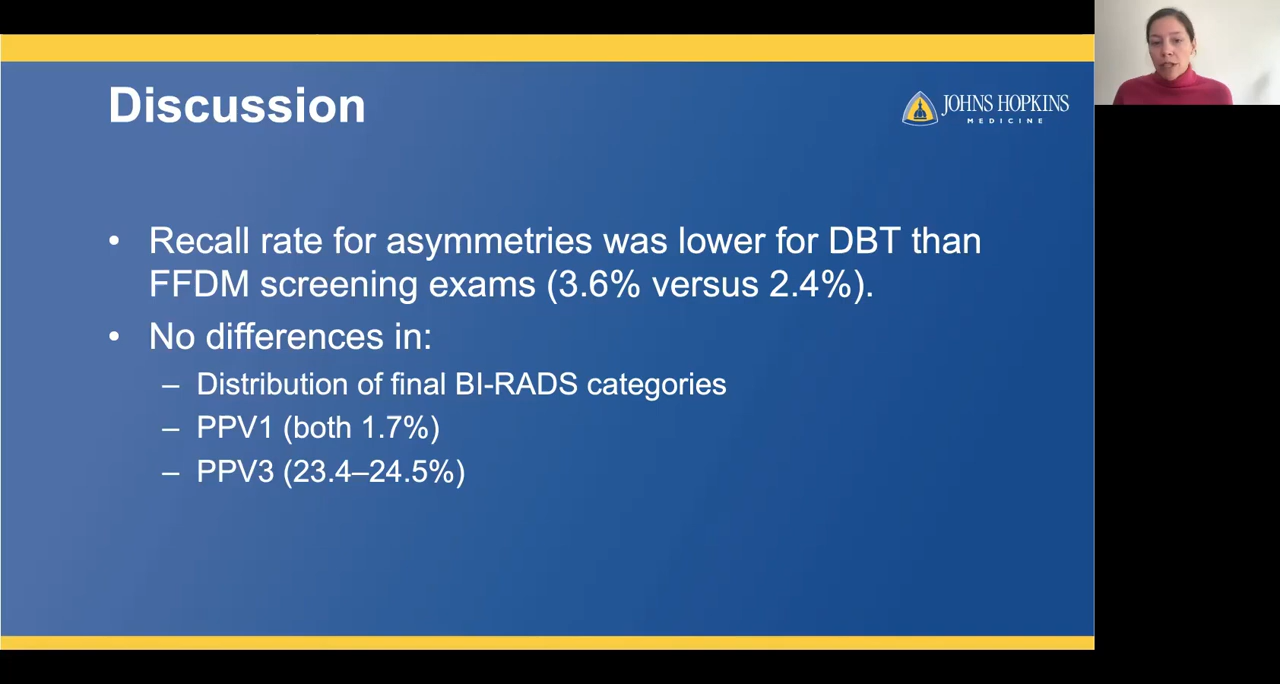 Discussion
JOHNS HOPKINS
MEDICINE
• Recall rate for asymmetries was lower for DBT than
FFDM screening exams (3.6% versus 2.4%).
• No differences in:
– Distribution of final BI-RADS categories
– PPV1 (both 1.7%)
– PPV3 (23.4–24.5%)